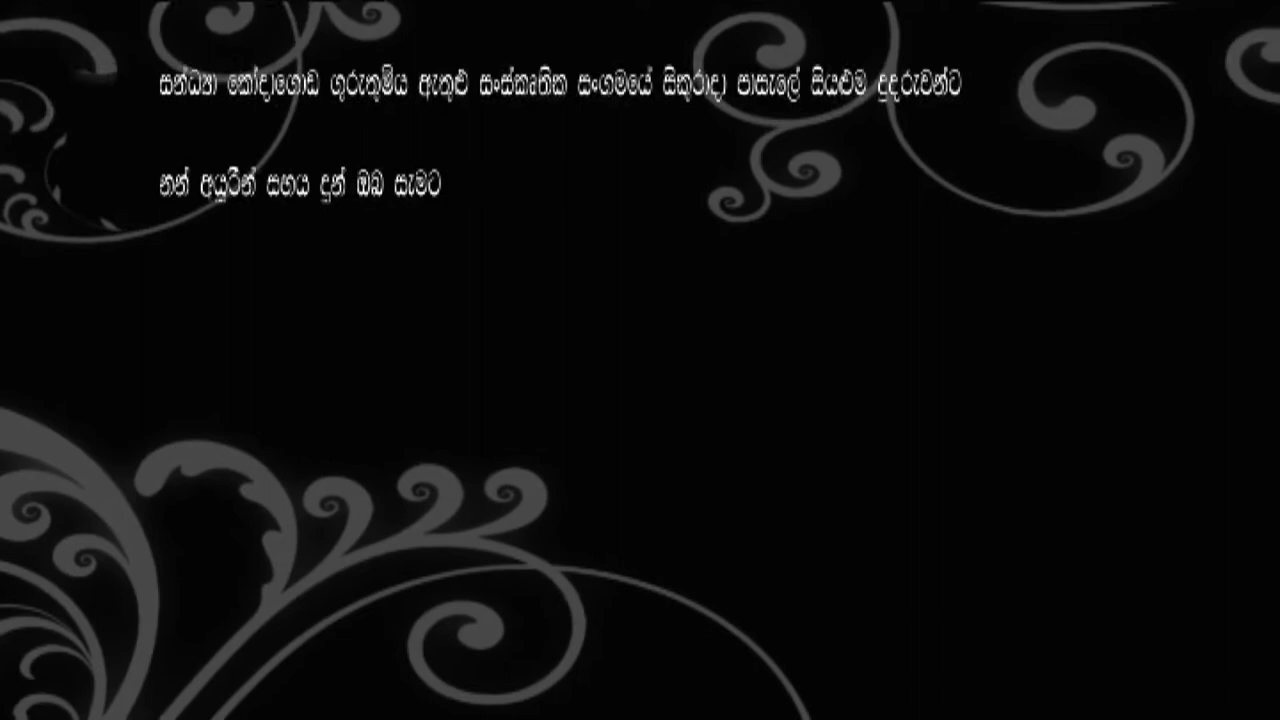 සන්ධ්‍යා කෝදාගොඩ ගුරුතුමිය ඇතුළු සංස්කෘතික සංගමයේ සිකුරාදා පාසැලේ සියළුම දූදරුවන්ට
නන් අයුරින් සහය දුන් ඔබ සැමට